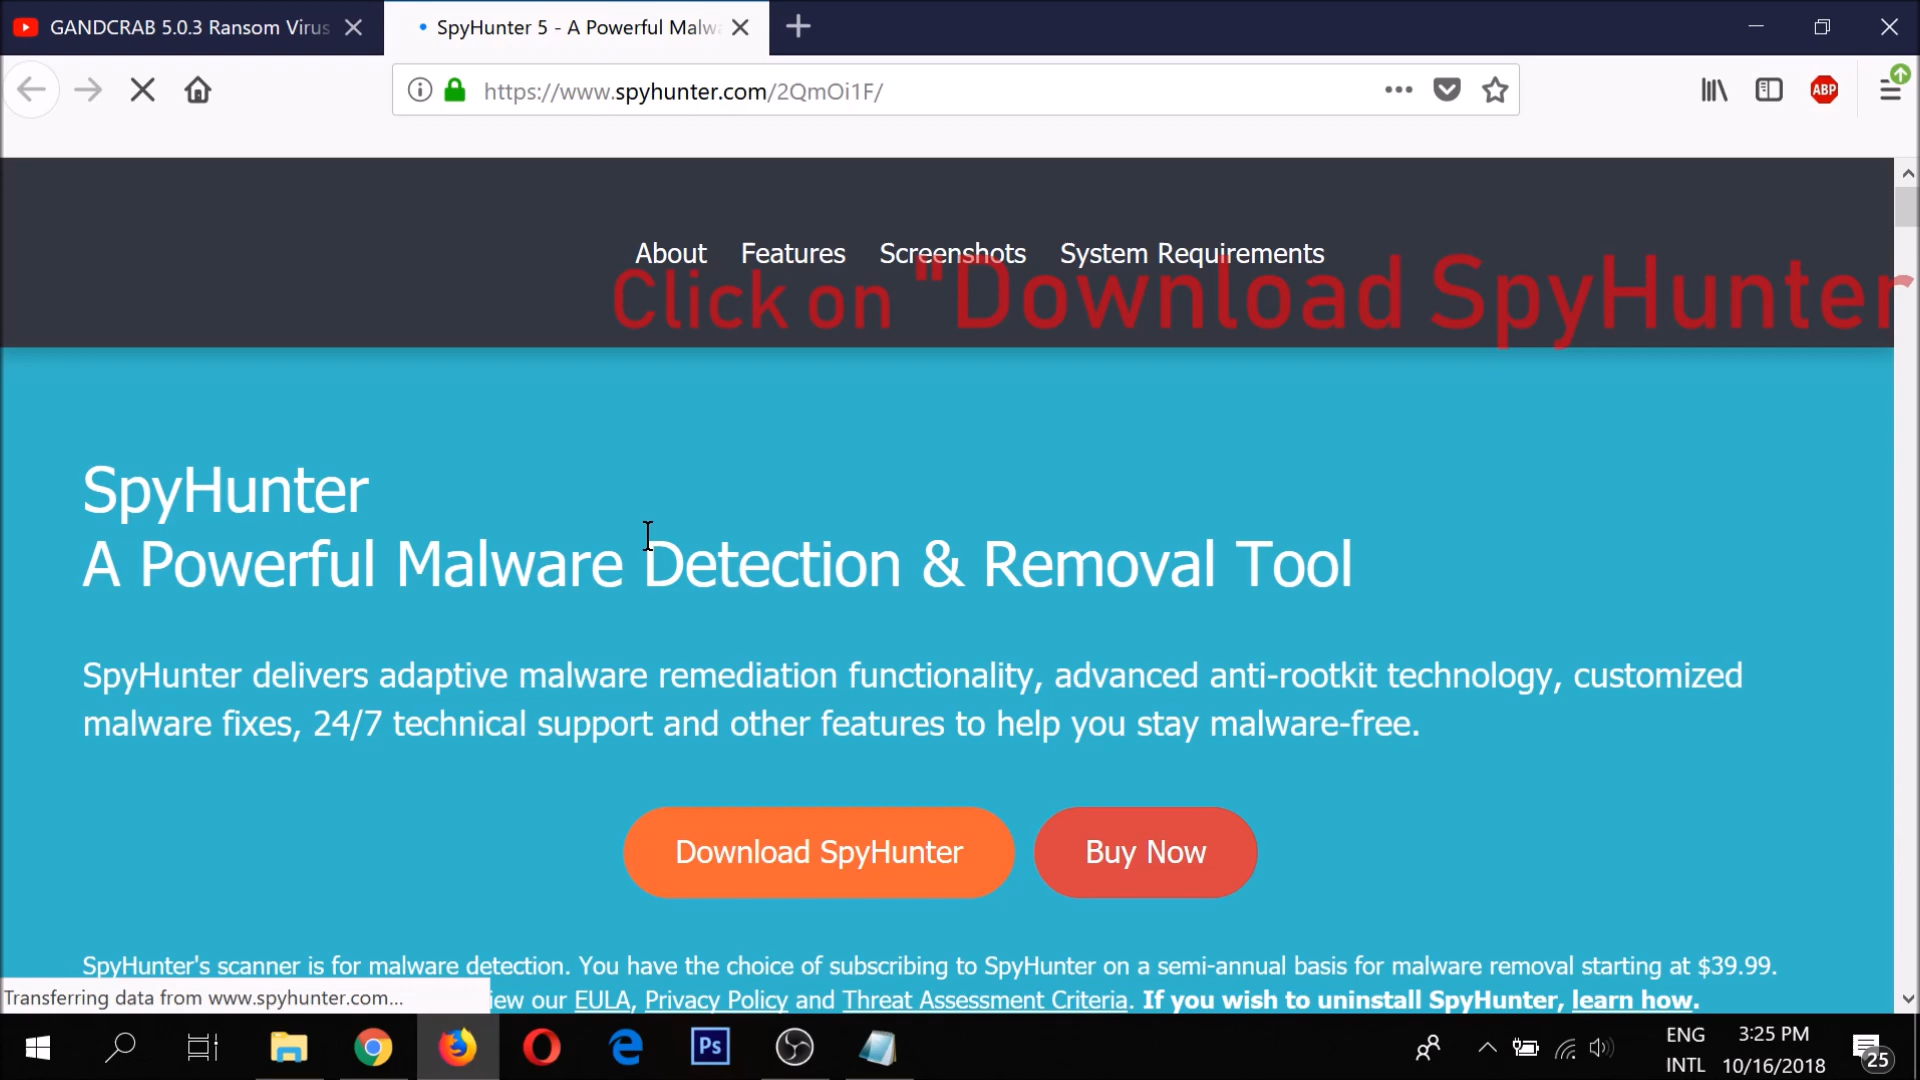 GANDCRAB 5.0.3 Ransom Virus
SpyHunter 5 - A Powerful Malwa
https://www.spyhunter.com/2QmOi1F/
ABP
About Features Screenshots System Requirements
Click on "Download SpyHunter
SpyHunter
A Powerful Malware Detection & Removal Tool
SpyHunter delivers adaptive malware remediation functionality, advanced anti-rootkit technology, customized
malware fixes, 24/7 technical support and other features to help you stay malware-free.
Download SpyHunter Buy Now
SpyHunter's scanner is for malware detection. You have the choice of subscribing to SpyHunter on a semi-annual basis for malware removal starting at $39.99.
Transferring data from www.spyhunter.com...
iew our EULA, Privacy Policy and Threat Assessment Criteria. If you wish to uninstall SpyHunter, learn how.
Ps
ENG 3:25 PM
INTL 10/16/2018
25